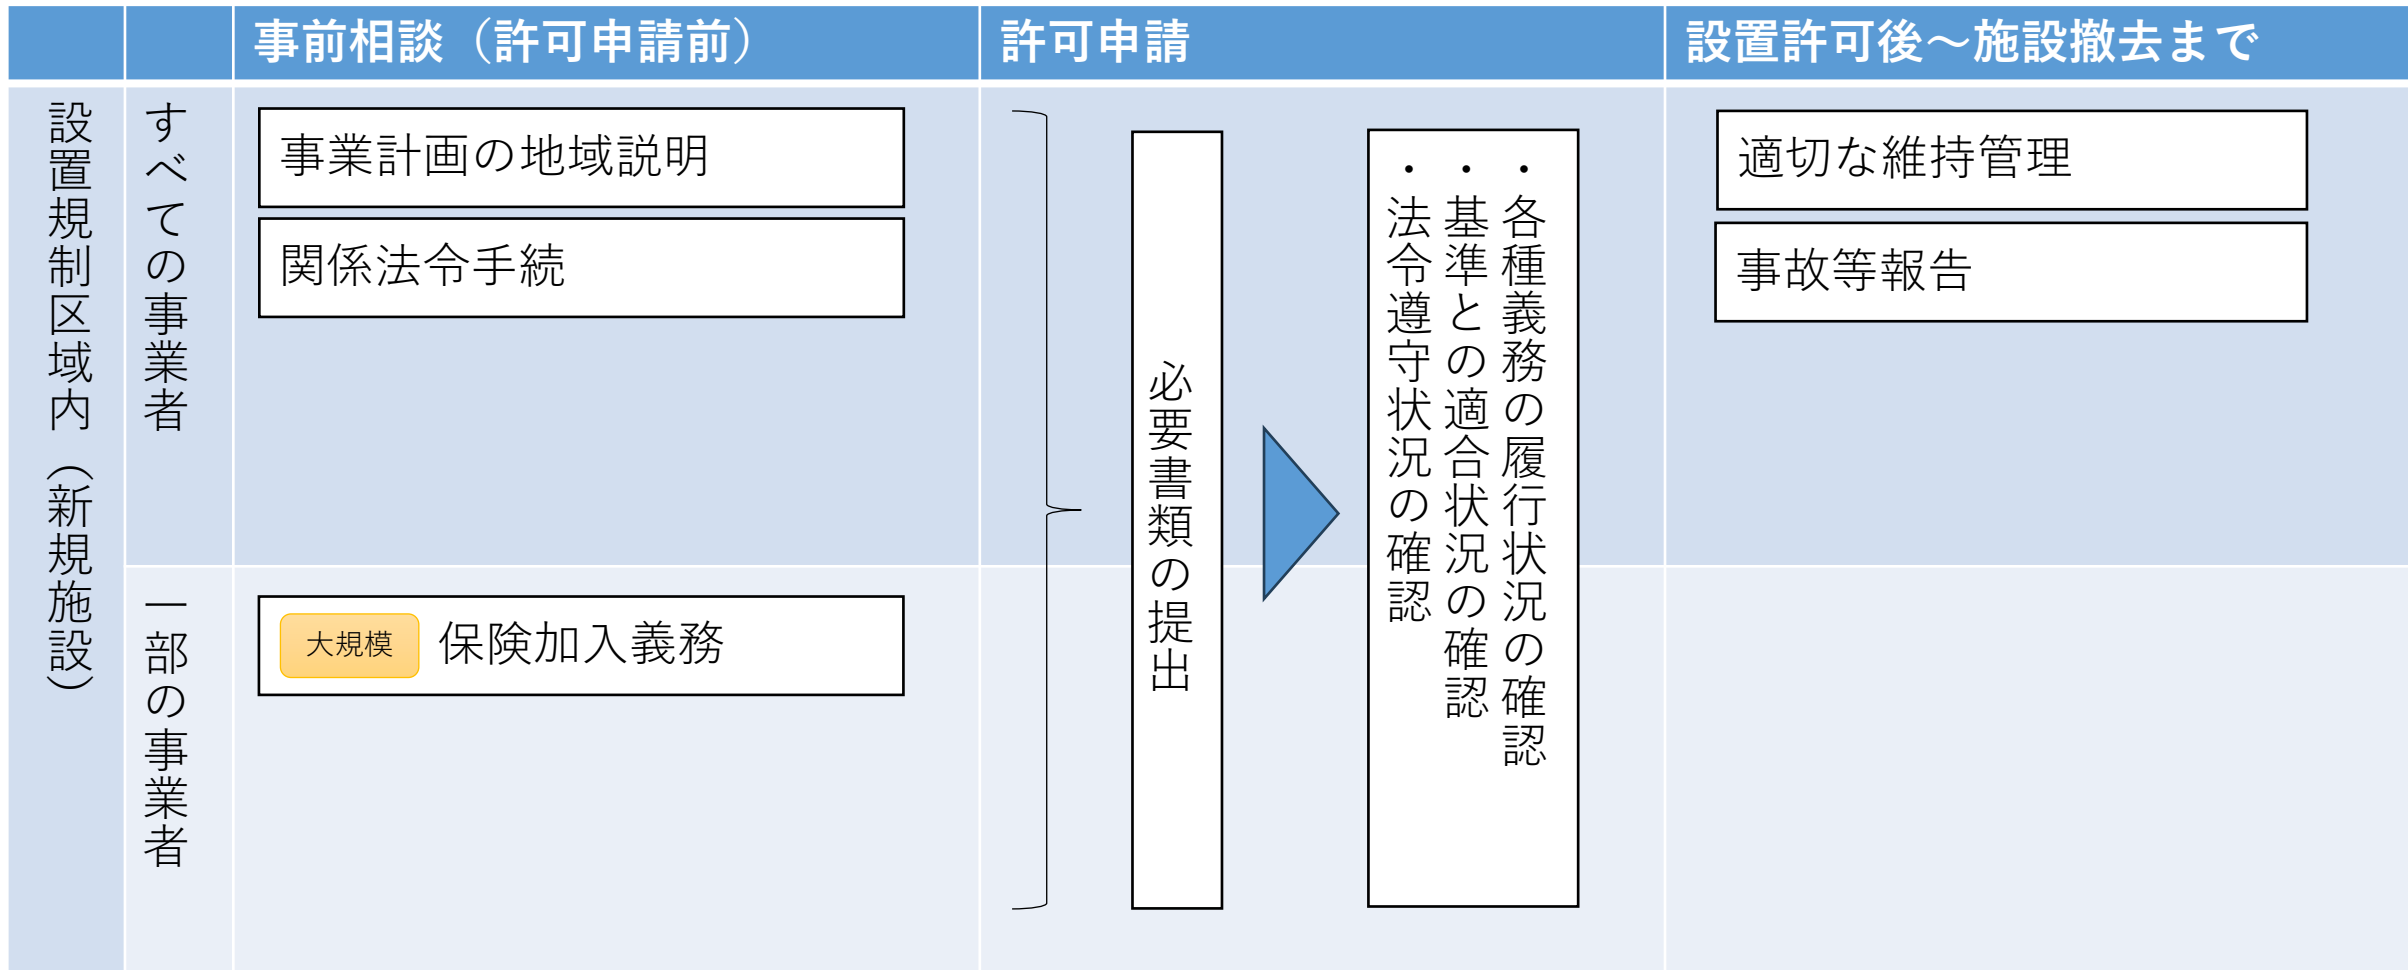 事前相談（許可申請前）
許可申請
設置許可後～施設撤去まで
設置規制区域内（新規施設）
すべての事業者
事業計画の地域説明
関係法令手続
一部の事業者
大規模
保険加入義務
必要書類の提出
・各種義務の履行状況の確認
・基準との適合状況の確認
・法令遵守状況の確認
適切な維持管理
事故等報告